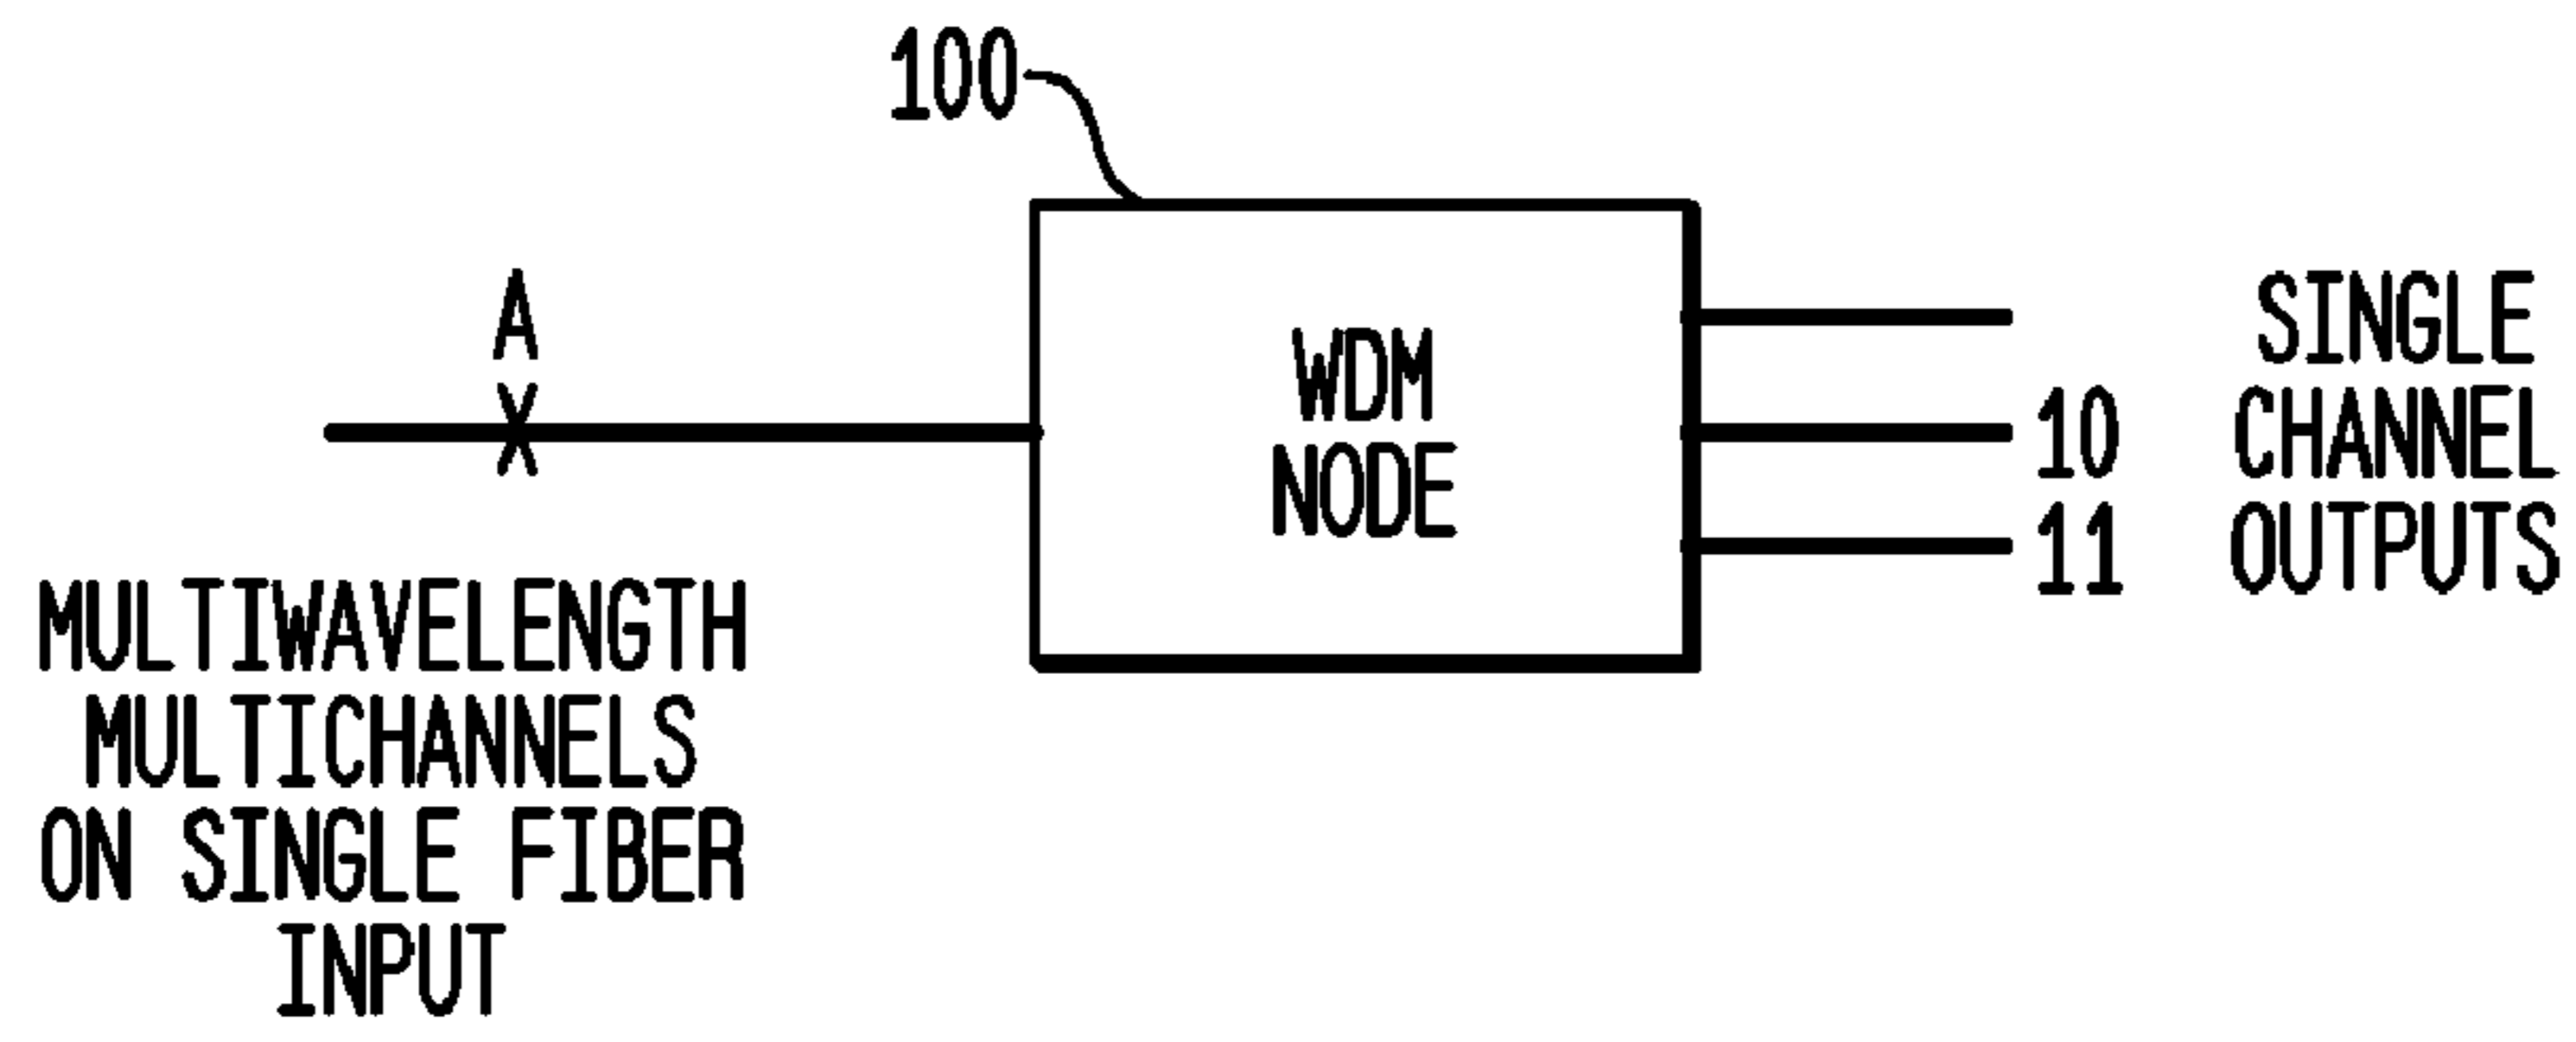 100
A
X
WDM
NODE
SINGLE
10 CHANNEL
11 OUTPUTS
MULTIWAVELENGTH
MULTICHANNELS
ON SINGLE FIBER
INPUT